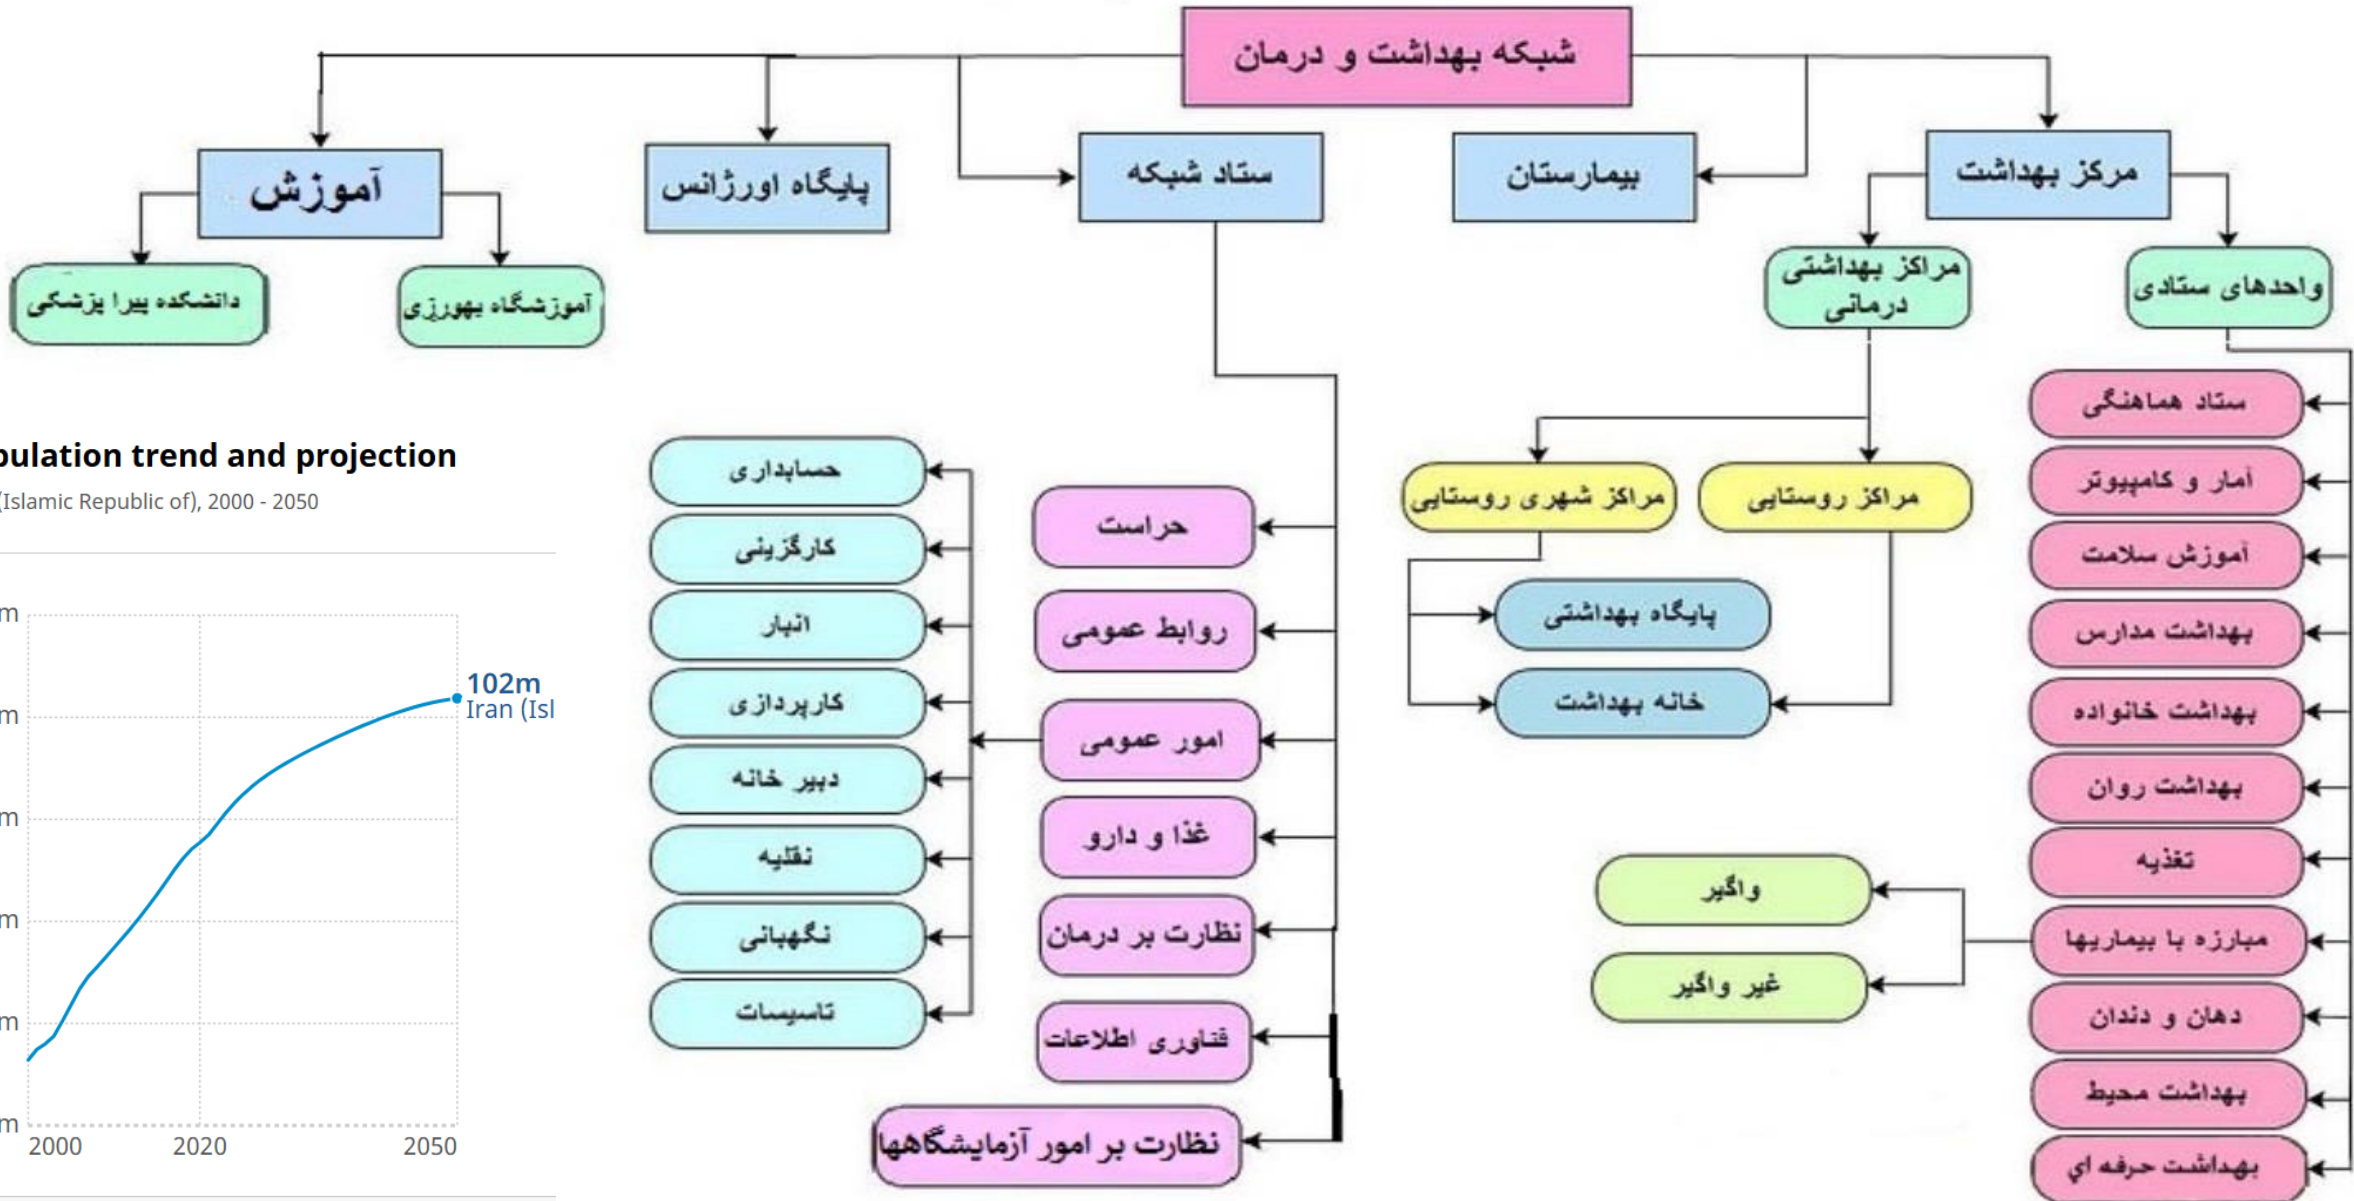 شبکه بهداشت و درمان
مرکز بهداشت
بیمارستان
ستاد شبکه
پایگاه اورژانس
آموزش
واحدهای ستادی
مراکز بهداشتی
درمانی
آموزشگاه بهورزی
دانشکده پیرا پزشکی
ستاد هماهنگی
آمار و کامپیوتر
آموزش سلامت
بهداشت مدارس
بهداشت خانواده
بهداشت روان
تغذیه
مبارزه با بیماریها
دهان و دندان
بهداشت محیط
بهداشت حرفه اي
مراکز روستایی
مراکز شهری روستایی
پایگاه بهداشتی
خانه بهداشت
واگیر
غیر واگیر
حراست
روابط عمومی
امور عمومی
غذا و دارو
نظارت بر درمان
فناوری اطلاعات
نظارت بر امور آزمایشگاهها
حسابداری
کارگزینی
انبار
کارپردازی
دبیر خانه
نقلیه
نگهبانی
تاسیسات
pulation trend and projection
(Islamic Republic of), 2000 - 2050
m
m
m
m
m
m
102m
Iran (Isl
2000
2020
2050